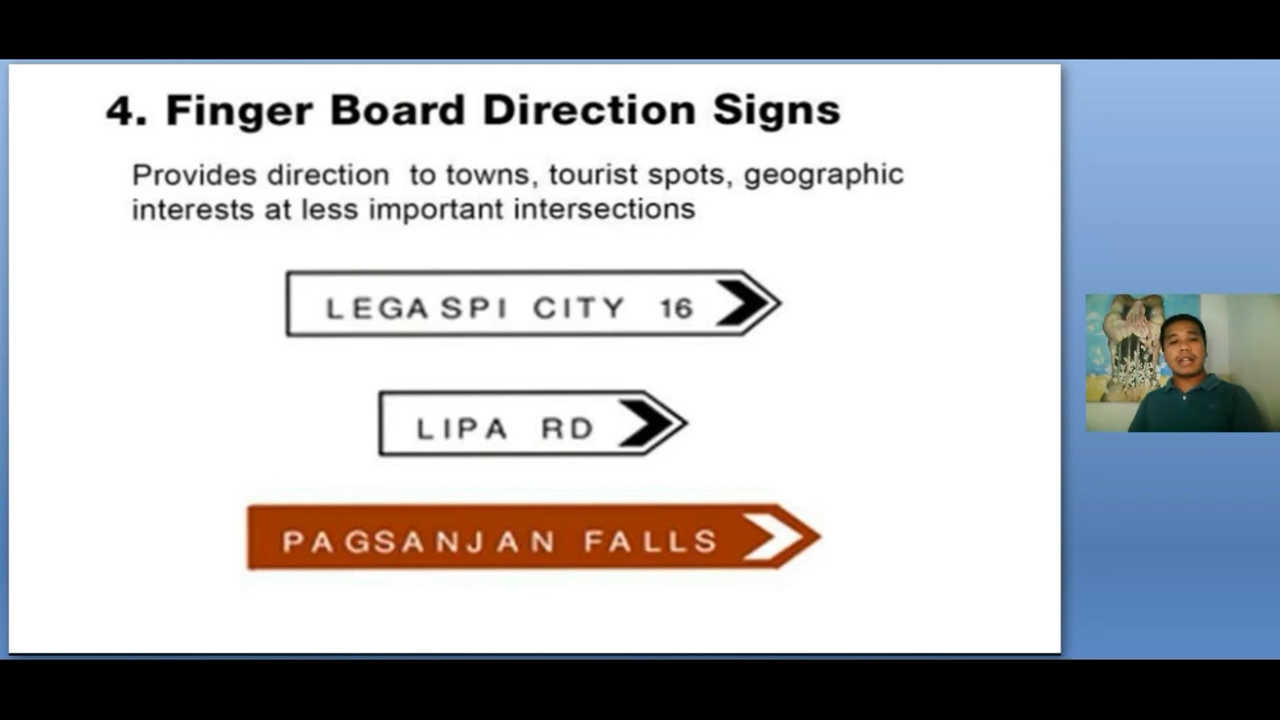 4. Finger Board Direction Signs
Provides direction to towns, tourist spots, geographic
interests at less important intersections
LEGASPI CITY 16
LIPA RD
PAGSANJAN FALLS